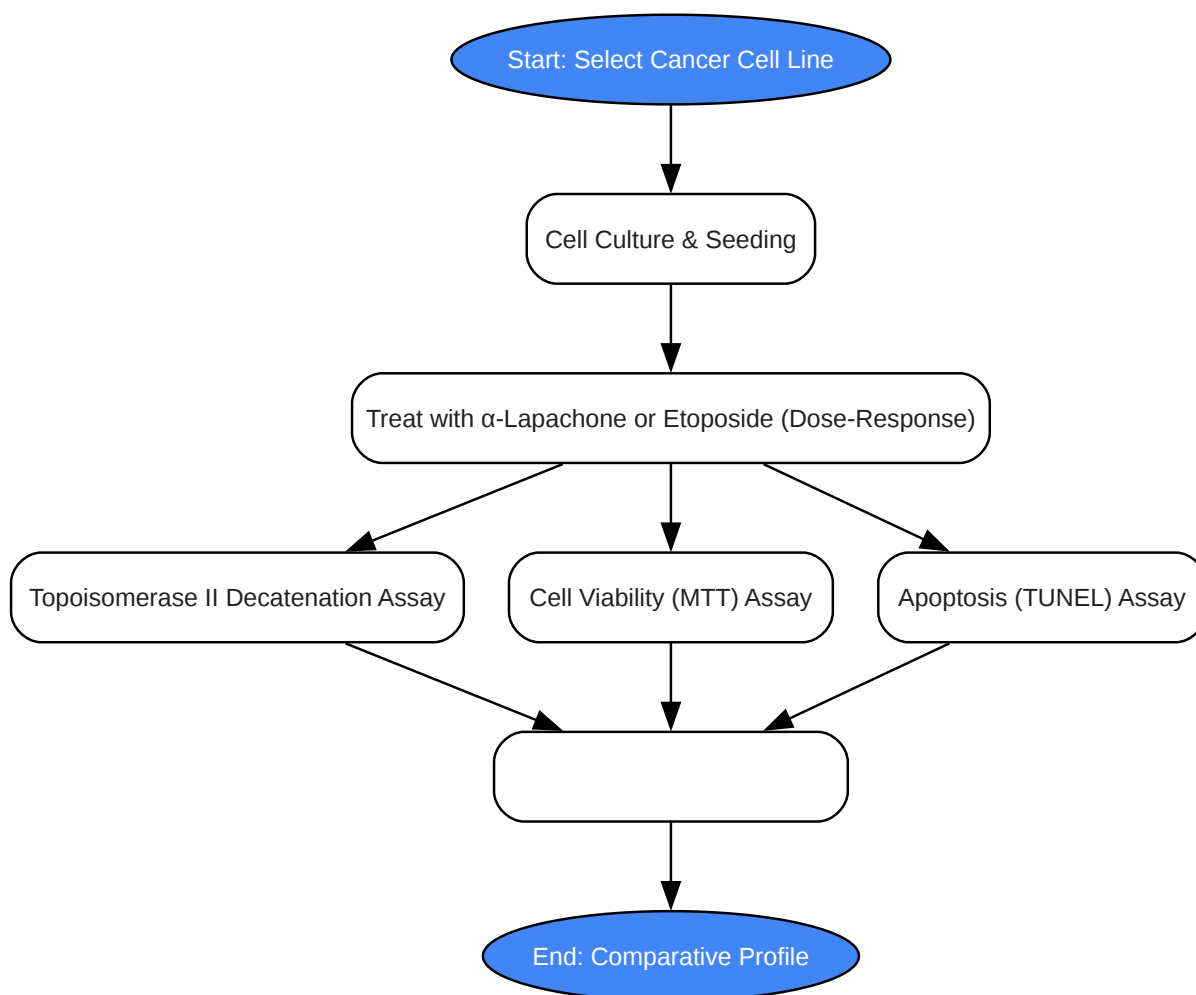 Start: Select Cancer Cell Line
Cell Culture & Seeding
Treat with α-Lapachone or Etoposide (Dose-Response)
Topoisomerase II Decatenation Assay
Cell Viability (MTT) Assay
Apoptosis (TUNEL) Assay
End: Comparative Profile